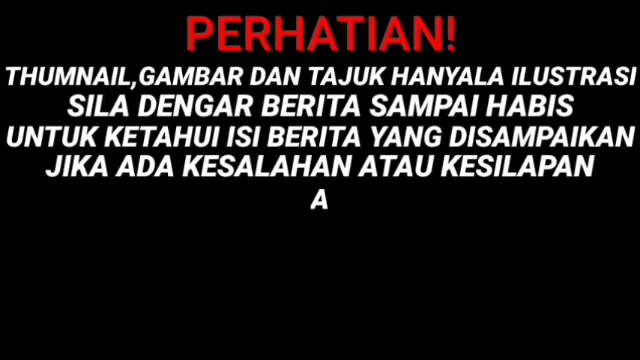 PERHATIAN!
THUMNAIL,GAMBAR DAN TAJUK HANYALA ILUSTRASI
SILA DENGAR BERITA SAMPAI HABIS
UNTUK KETAHUI ISI BERITA YANG DISAMPAIKAN
JIKA ADA KESALAHAN ATAU KESILAPAN
A